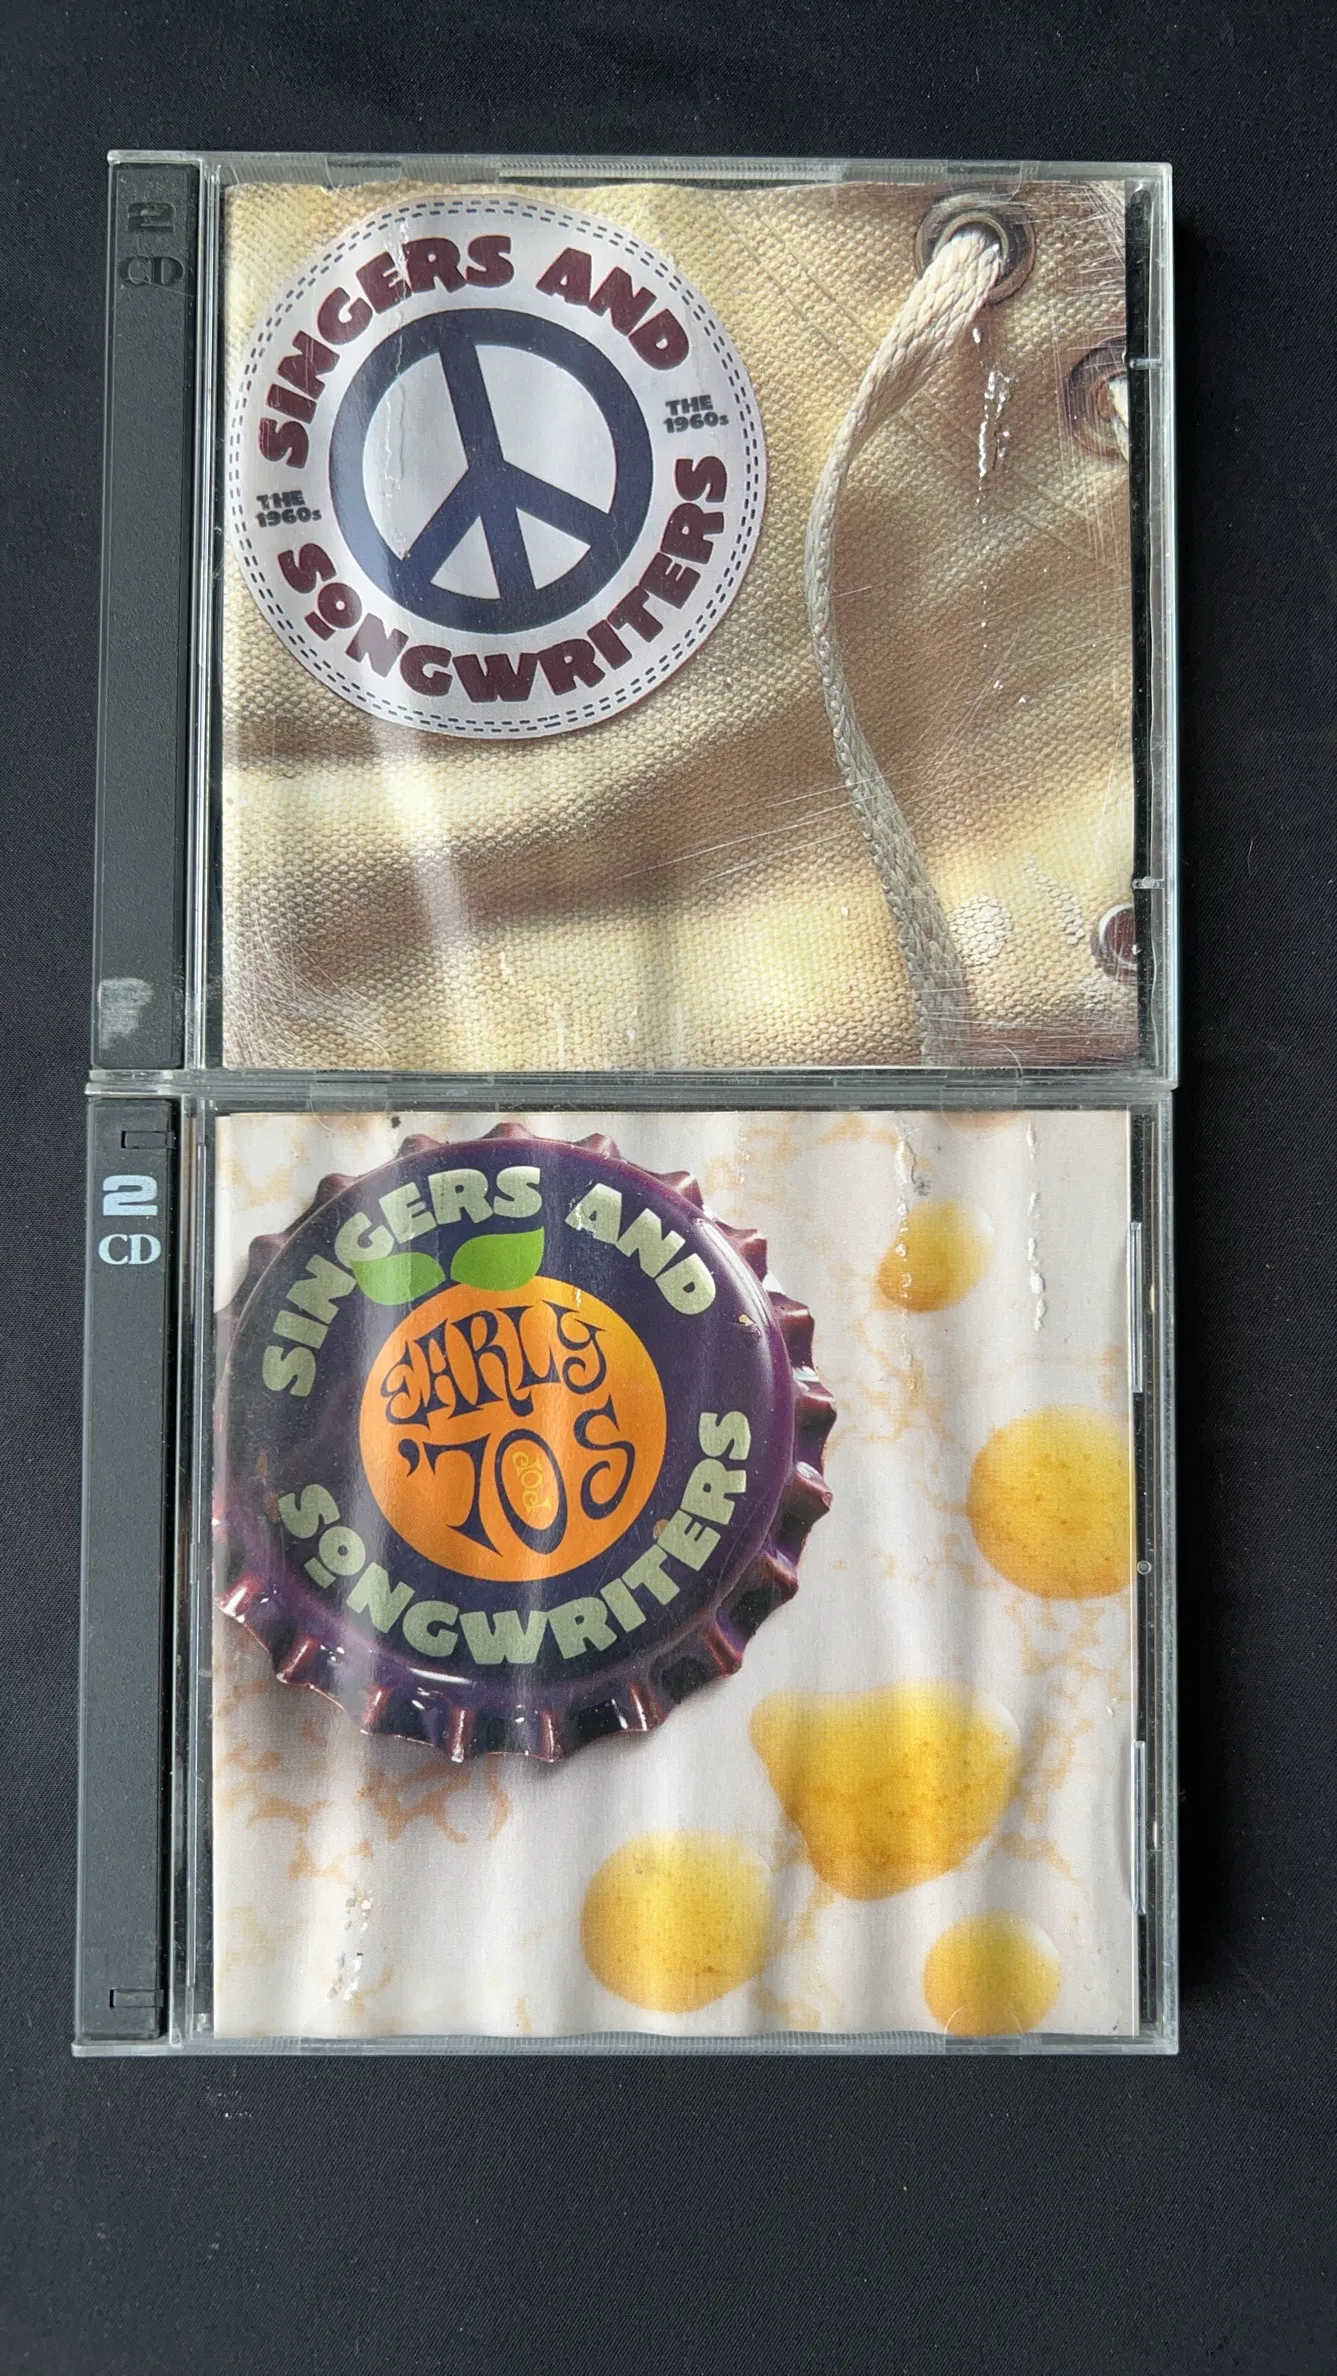 2
CD
SINGERS AND
THE
1960s
THE
1960s
SONGWRITERS
2
CD
SINGERS AND
EARLY
'70s
POP
SONGWRITERS